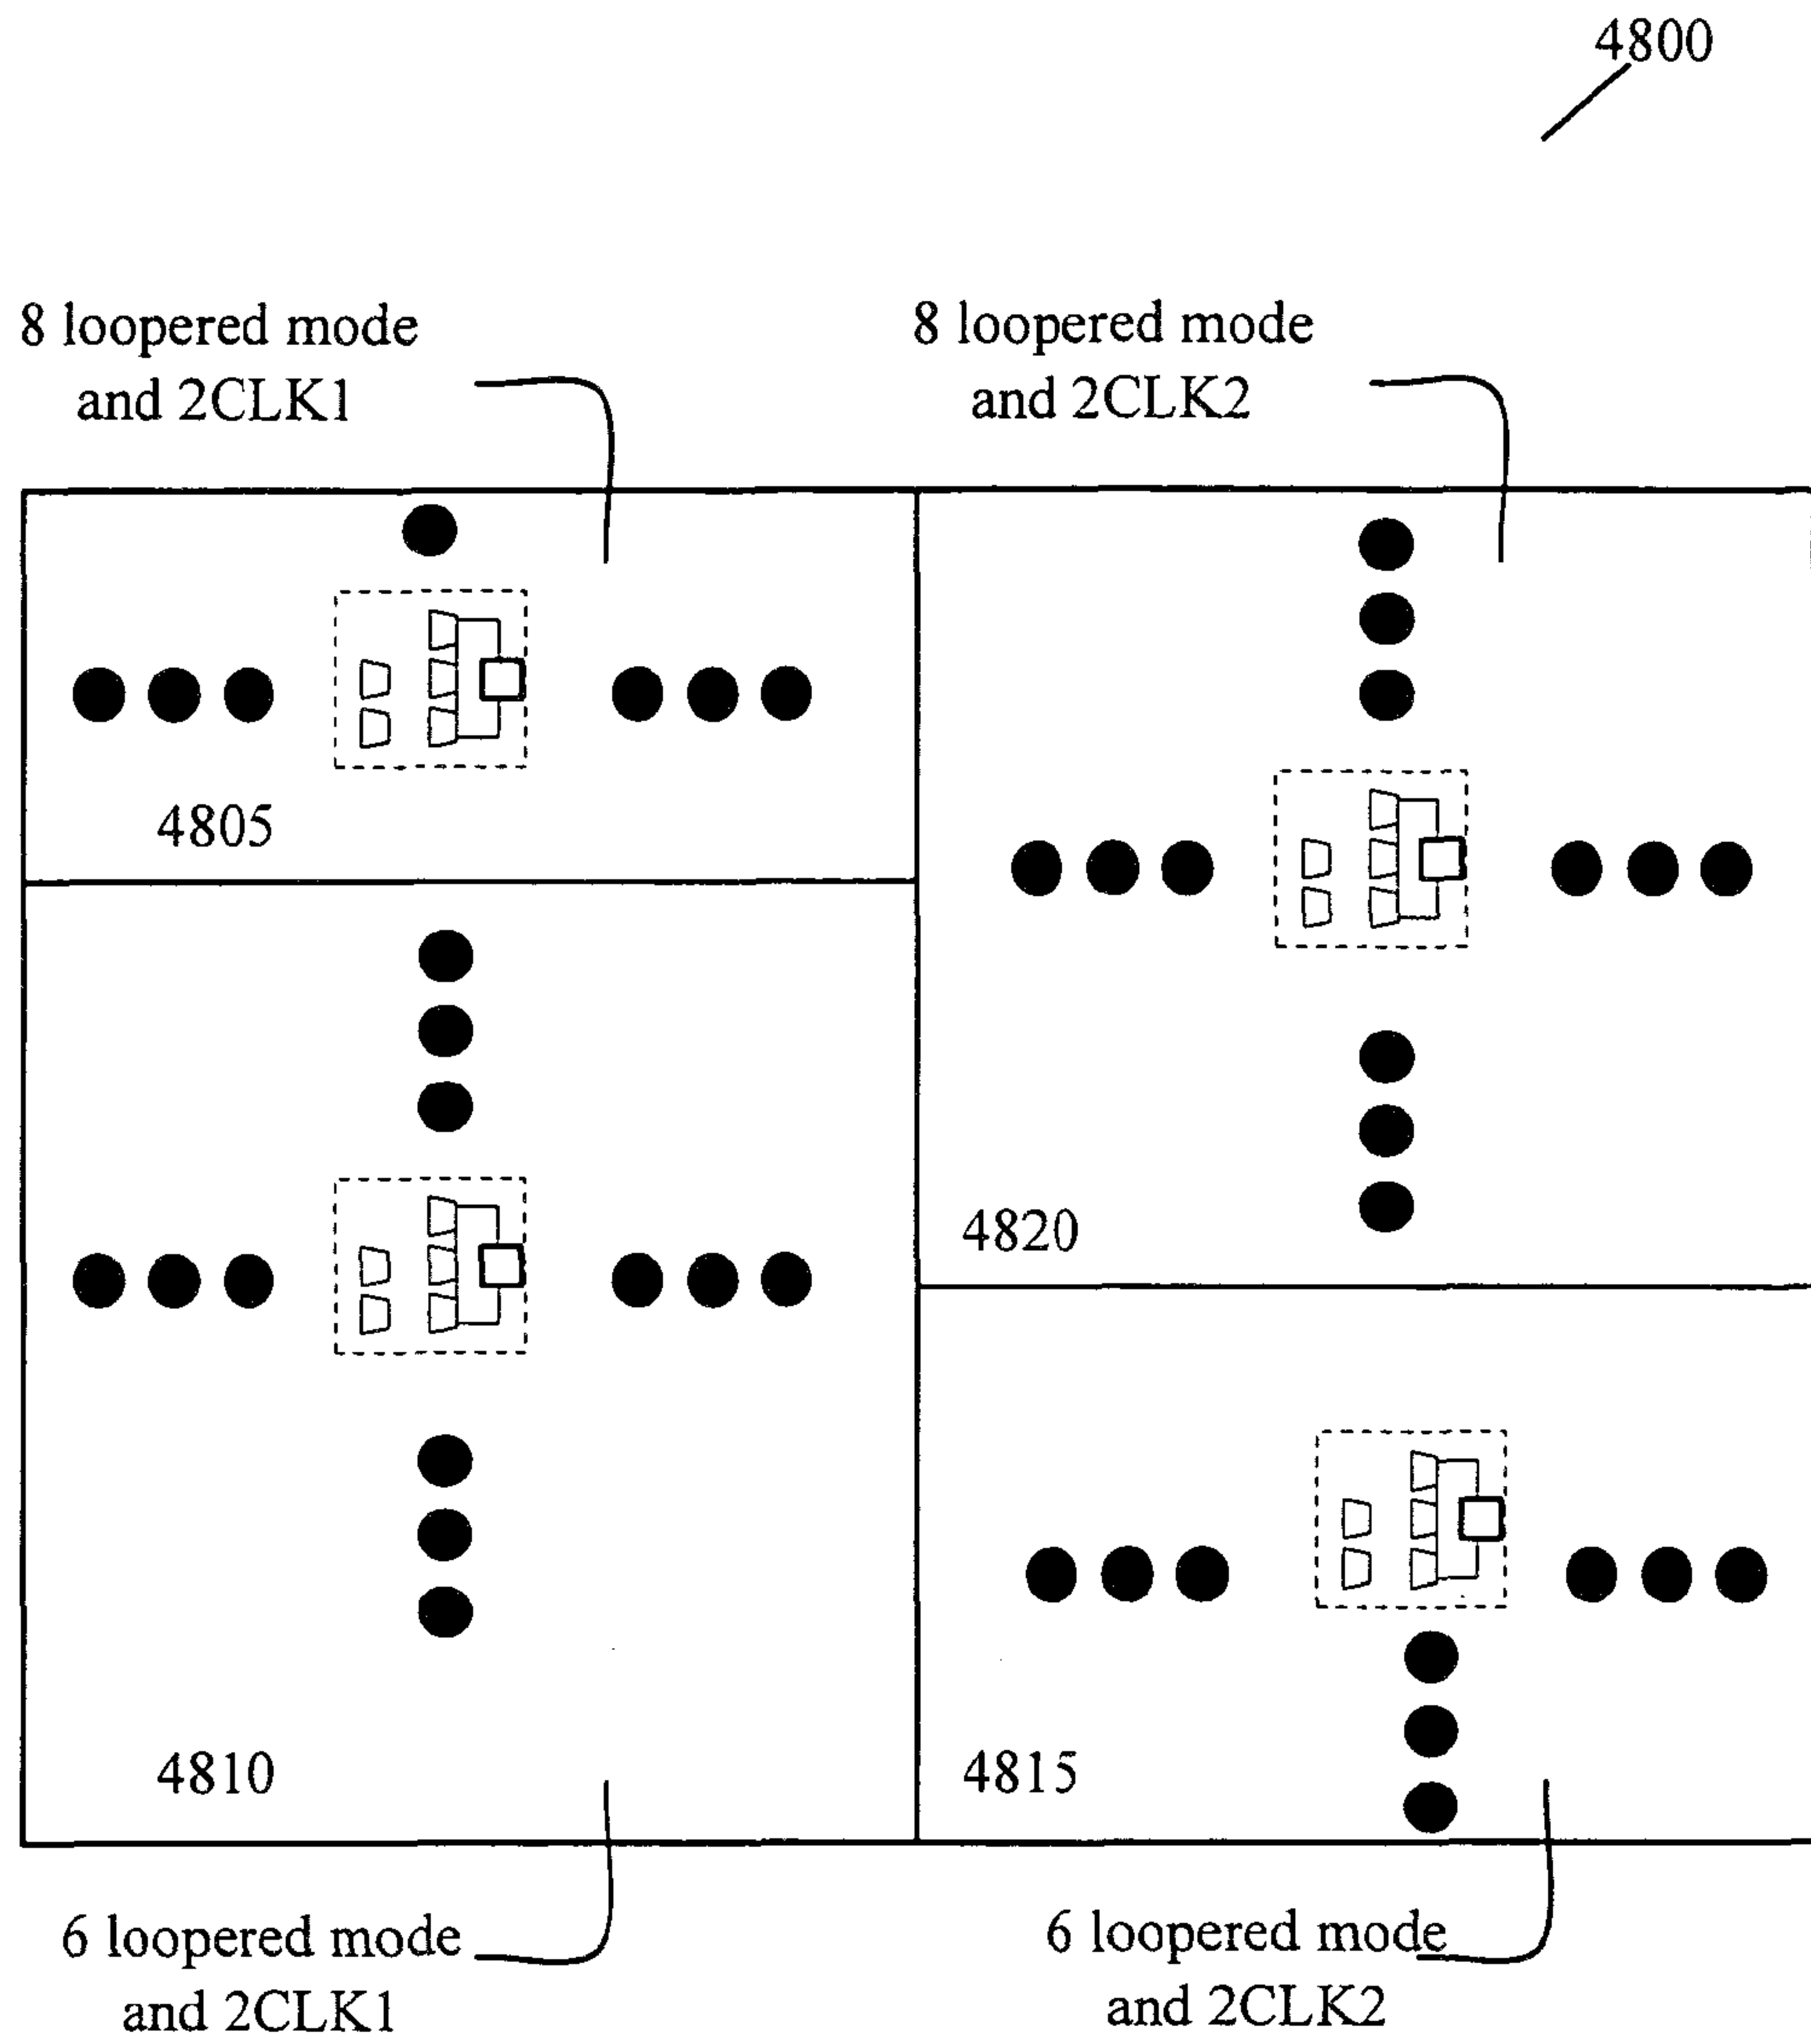 4800
8 loopered mode
and 2CLK1
8 loopered mode
and 2CLK2
4805
4820
4810
4815
6 loopered mode
and 2CLK1
6 loopered mode
and 2CLK2